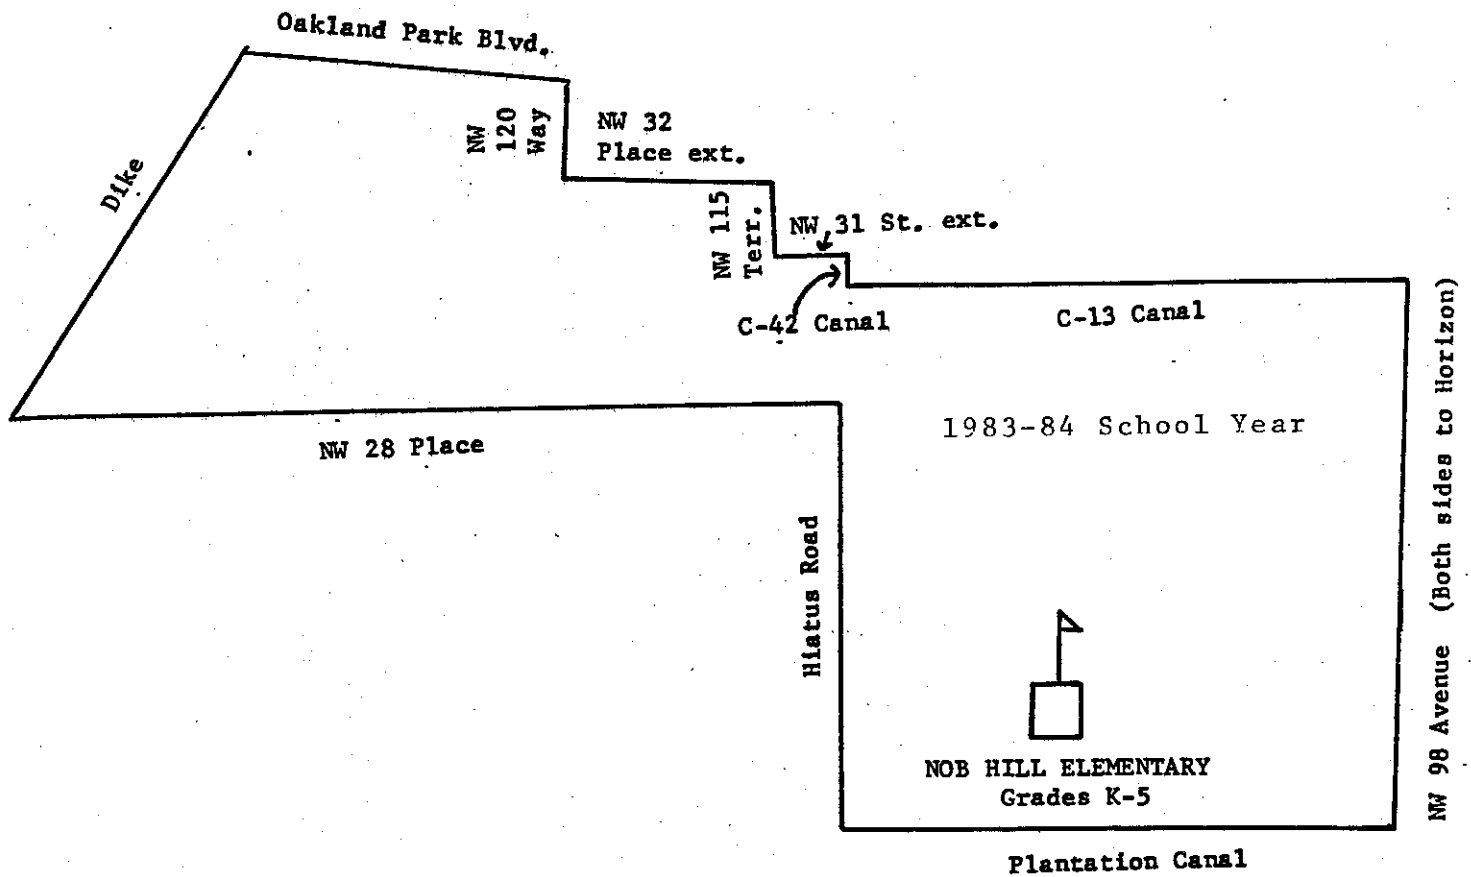 Oakland Park Blvd.
NW
120
Way
NW 32
Place ext.
Dike
NW 115
Terr.
NW 31 St. ext.
C-42 Canal
C-13 Canal
NW 98 Avenue (Both sides to Horizon)
NW 28 Place
1983-84 School Year
Hiatus Road
NOB HILL ELEMENTARY
Grades K-5
Plantation Canal